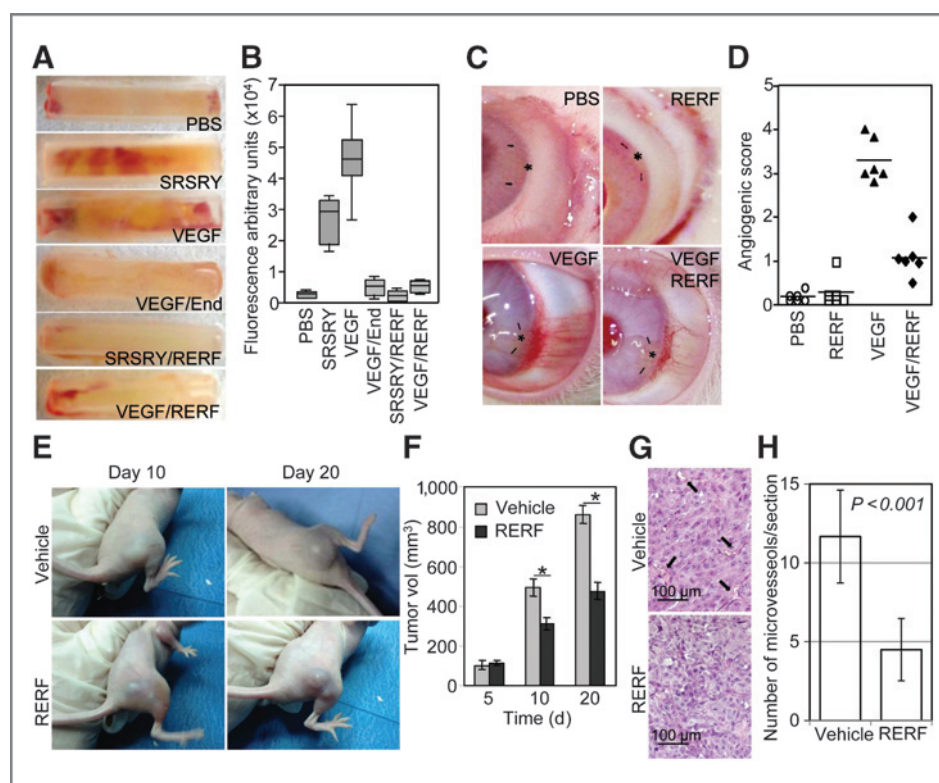 A
PBS
SRSRY
VEGF
VEGF/End
SRSRY/RERF
VEGF/RERF
B
Fluorescence arbitrary units (x10⁴)
7
6
5
4
3
2
1
0
PBS
SRSRY
VEGF
VEGF/End
SRSRY/RERF
VEGF/RERF
C
PBS
RERF
VEGF
VEGF
RERF
*
*
*
*
D
Angiogenic score
5
4
3
2
1
0
PBS
RERF
VEGF
VEGF/RERF
E
Day 10
Day 20
Vehicle
RERF
F
Tumor vol (mm³)
1,000
800
600
400
200
0
Vehicle
RERF
*
*
5
10
20
Time (d)
G
Vehicle
100 µm
RERF
100 µm
H
Number of microvesseols/section
15
10
5
0
P<0.001
Vehicle
RERF